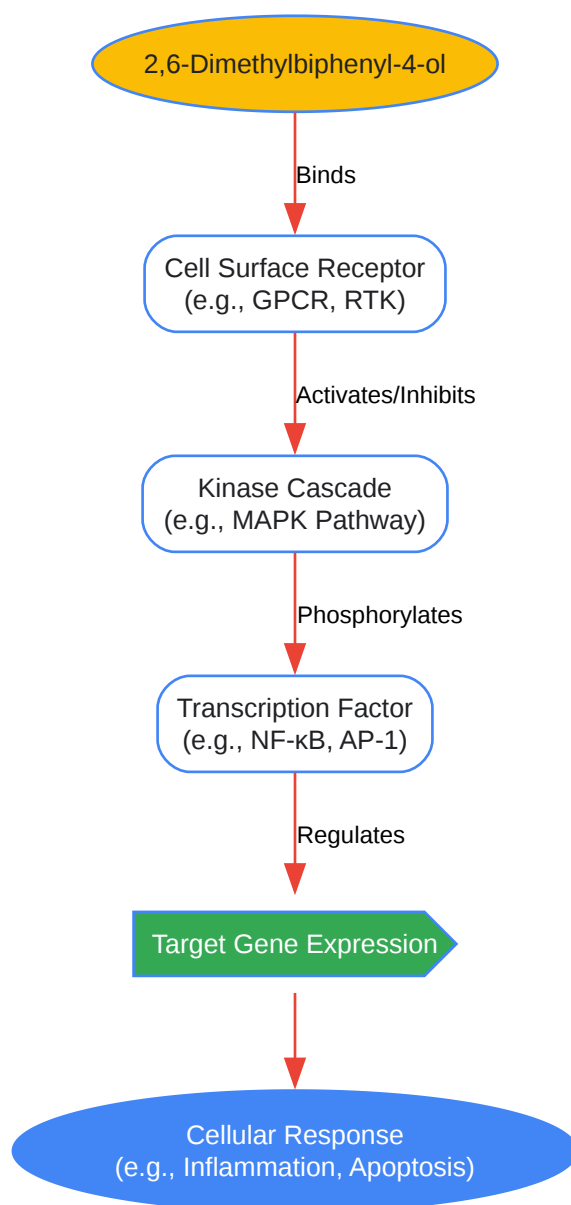 2,6-Dimethylbiphenyl-4-ol
Binds
Cell Surface Receptor
(e.g., GPCR, RTK)
Activates/Inhibits
Kinase Cascade
(e.g., MAPK Pathway)
Phosphorylates
Transcription Factor
(e.g., NF-κB, AP-1)
Regulates
Target Gene Expression
Cellular Response
(e.g., Inflammation, Apoptosis)